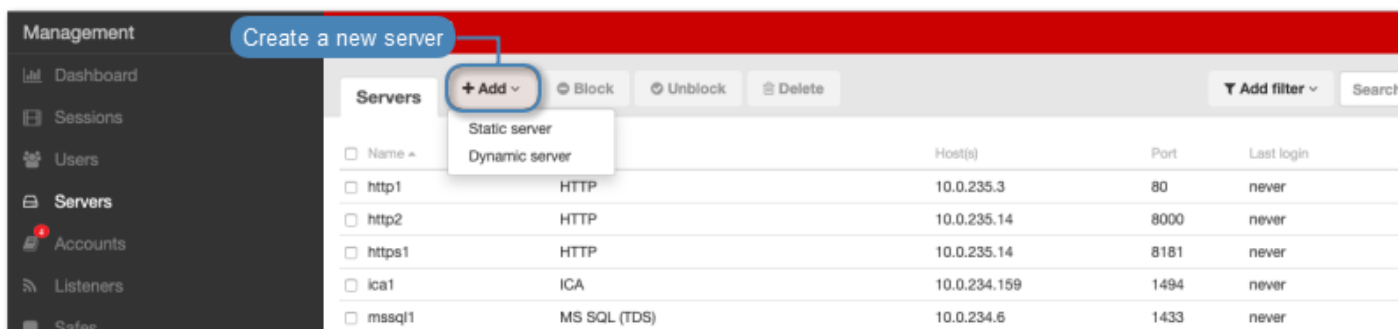 Management
Create a new server
Dashboard
Sessions
Users
Servers
4
Accounts
Listeners
Safes
Servers
+ Add
Block
Unblock
Delete
Add filter
Search
Static server
Dynamic server
Name
Host(s)
Port
Last login
http1 HTTP 10.0.235.3 80 never
http2 HTTP 10.0.235.14 8000 never
https1 HTTP 10.0.235.14 8181 never
ica1 ICA 10.0.234.159 1494 never
mssql1 MS SQL (TDS) 10.0.234.6 1433 never